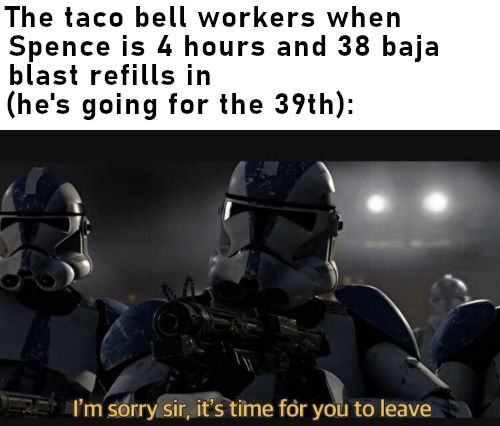 The taco bell workers when
Spence is 4 hours and 38 baja
blast refills in
(he's going for the 39th):
I'm sorry sir, it's time for you to leave